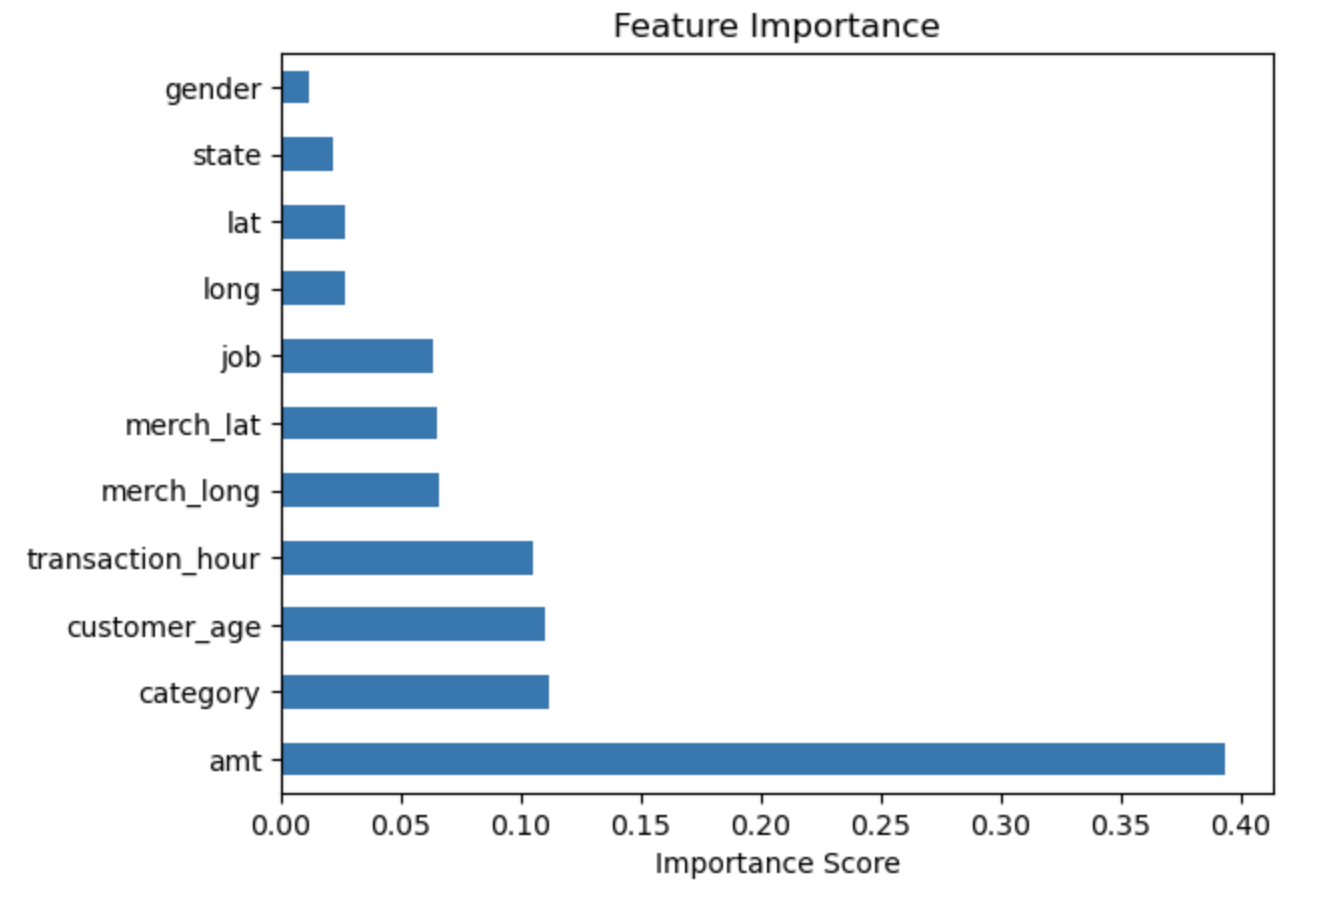 Feature Importance
gender
state
lat
long
job
merch_lat
merch_long
transaction_hour
customer_age
category
amt
0.00 0.05 0.10 0.15 0.20 0.25 0.30 0.35 0.40
Importance Score